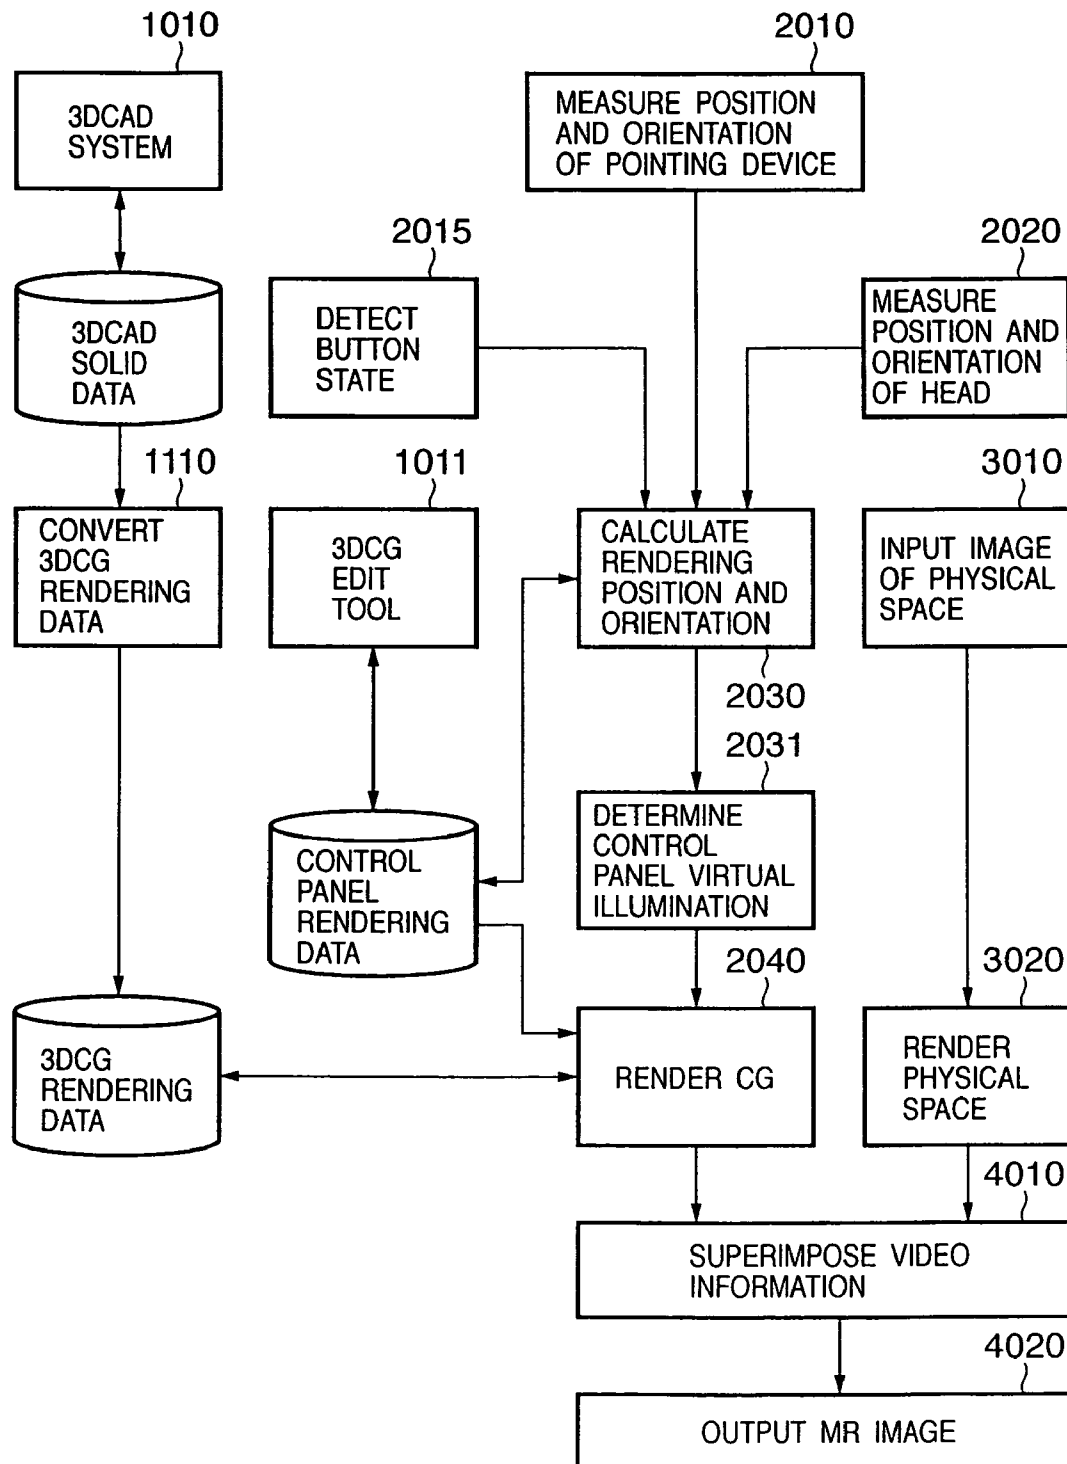 1010
3DCAD
SYSTEM
2010
MEASURE POSITION
AND ORIENTATION
OF POINTING DEVICE
3DCAD
SOLID
DATA
2015
DETECT
BUTTON
STATE
2020
MEASURE
POSITION AND
ORIENTATION
OF HEAD
1110
CONVERT
3DCG
RENDERING
DATA
1011
3DCG
EDIT
TOOL
CALCULATE
RENDERING
POSITION AND
ORIENTATION
2030
3010
INPUT IMAGE
OF PHYSICAL
SPACE
2031
DETERMINE
CONTROL
PANEL VIRTUAL
ILLUMINATION
CONTROL
PANEL
RENDERING
DATA
3DCG
RENDERING
DATA
2040
RENDER CG
3020
RENDER
PHYSICAL
SPACE
4010
SUPERIMPOSE VIDEO
INFORMATION
4020
OUTPUT MR IMAGE